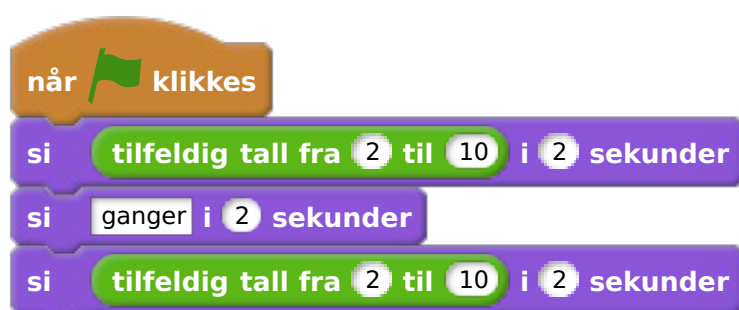 når klikkes
si tilfeldig tall fra 2 til 10 i 2 sekunder
si ganger i 2 sekunder
si tilfeldig tall fra 2 til 10 i 2 sekunder